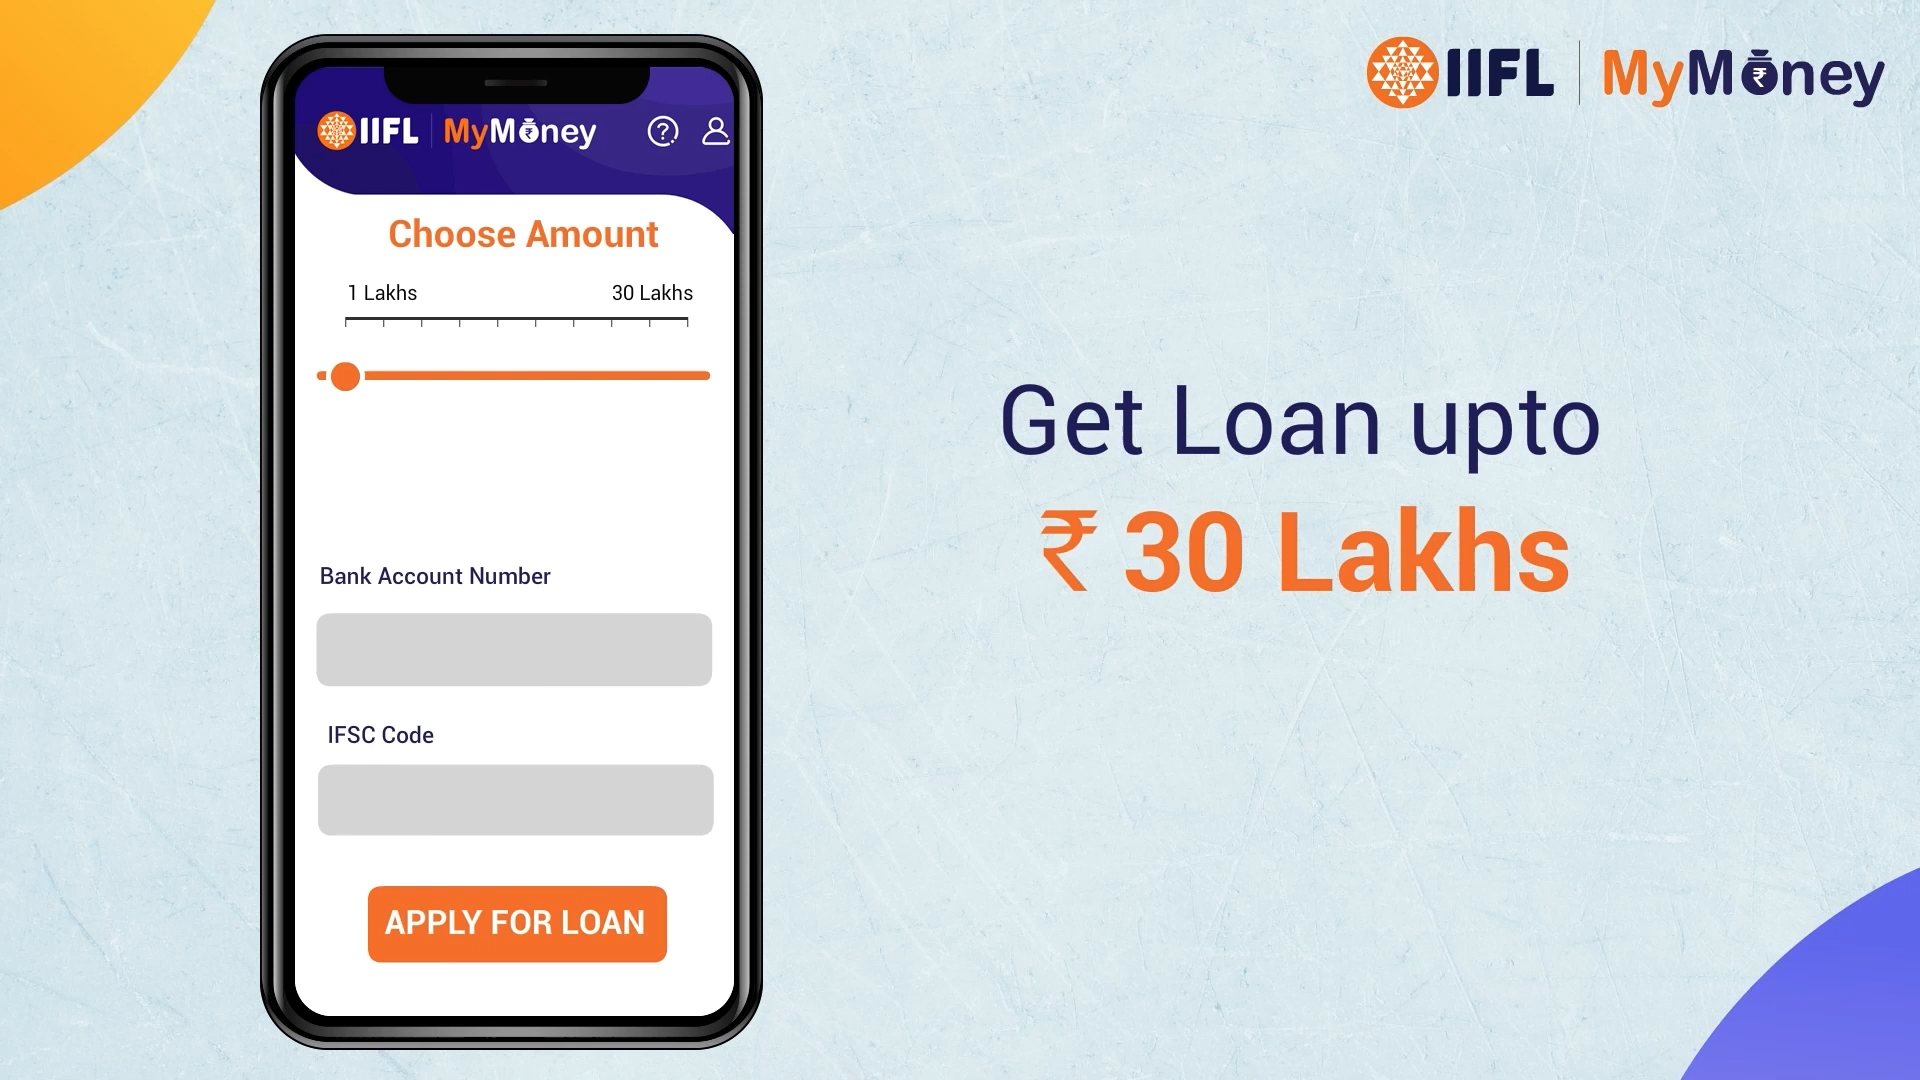 IIFL MyMoney
Choose Amount
1 Lakhs 30 Lakhs
Bank Account Number
IFSC Code
APPLY FOR LOAN
IIFL MyMoney
Get Loan upto
₹ 30 Lakhs